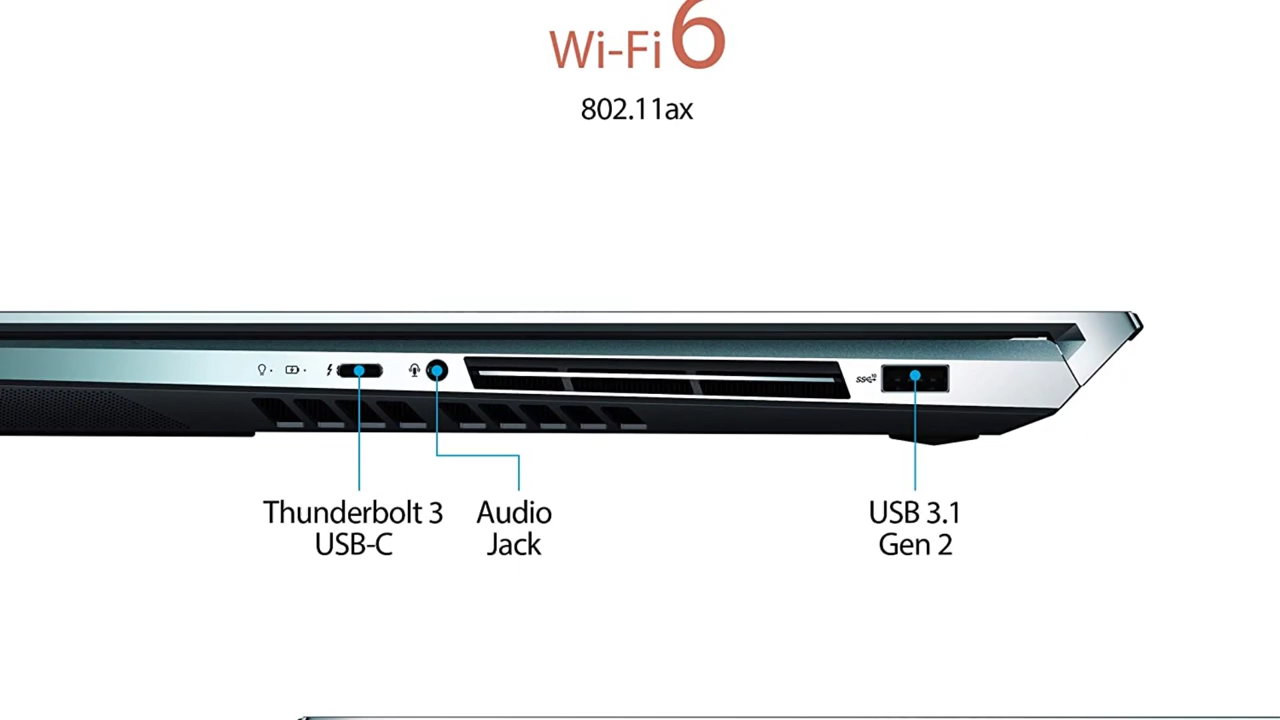 Wi-Fi 6
802.11ax
Thunderbolt 3
USB-C
Audio
Jack
USB 3.1
Gen 2